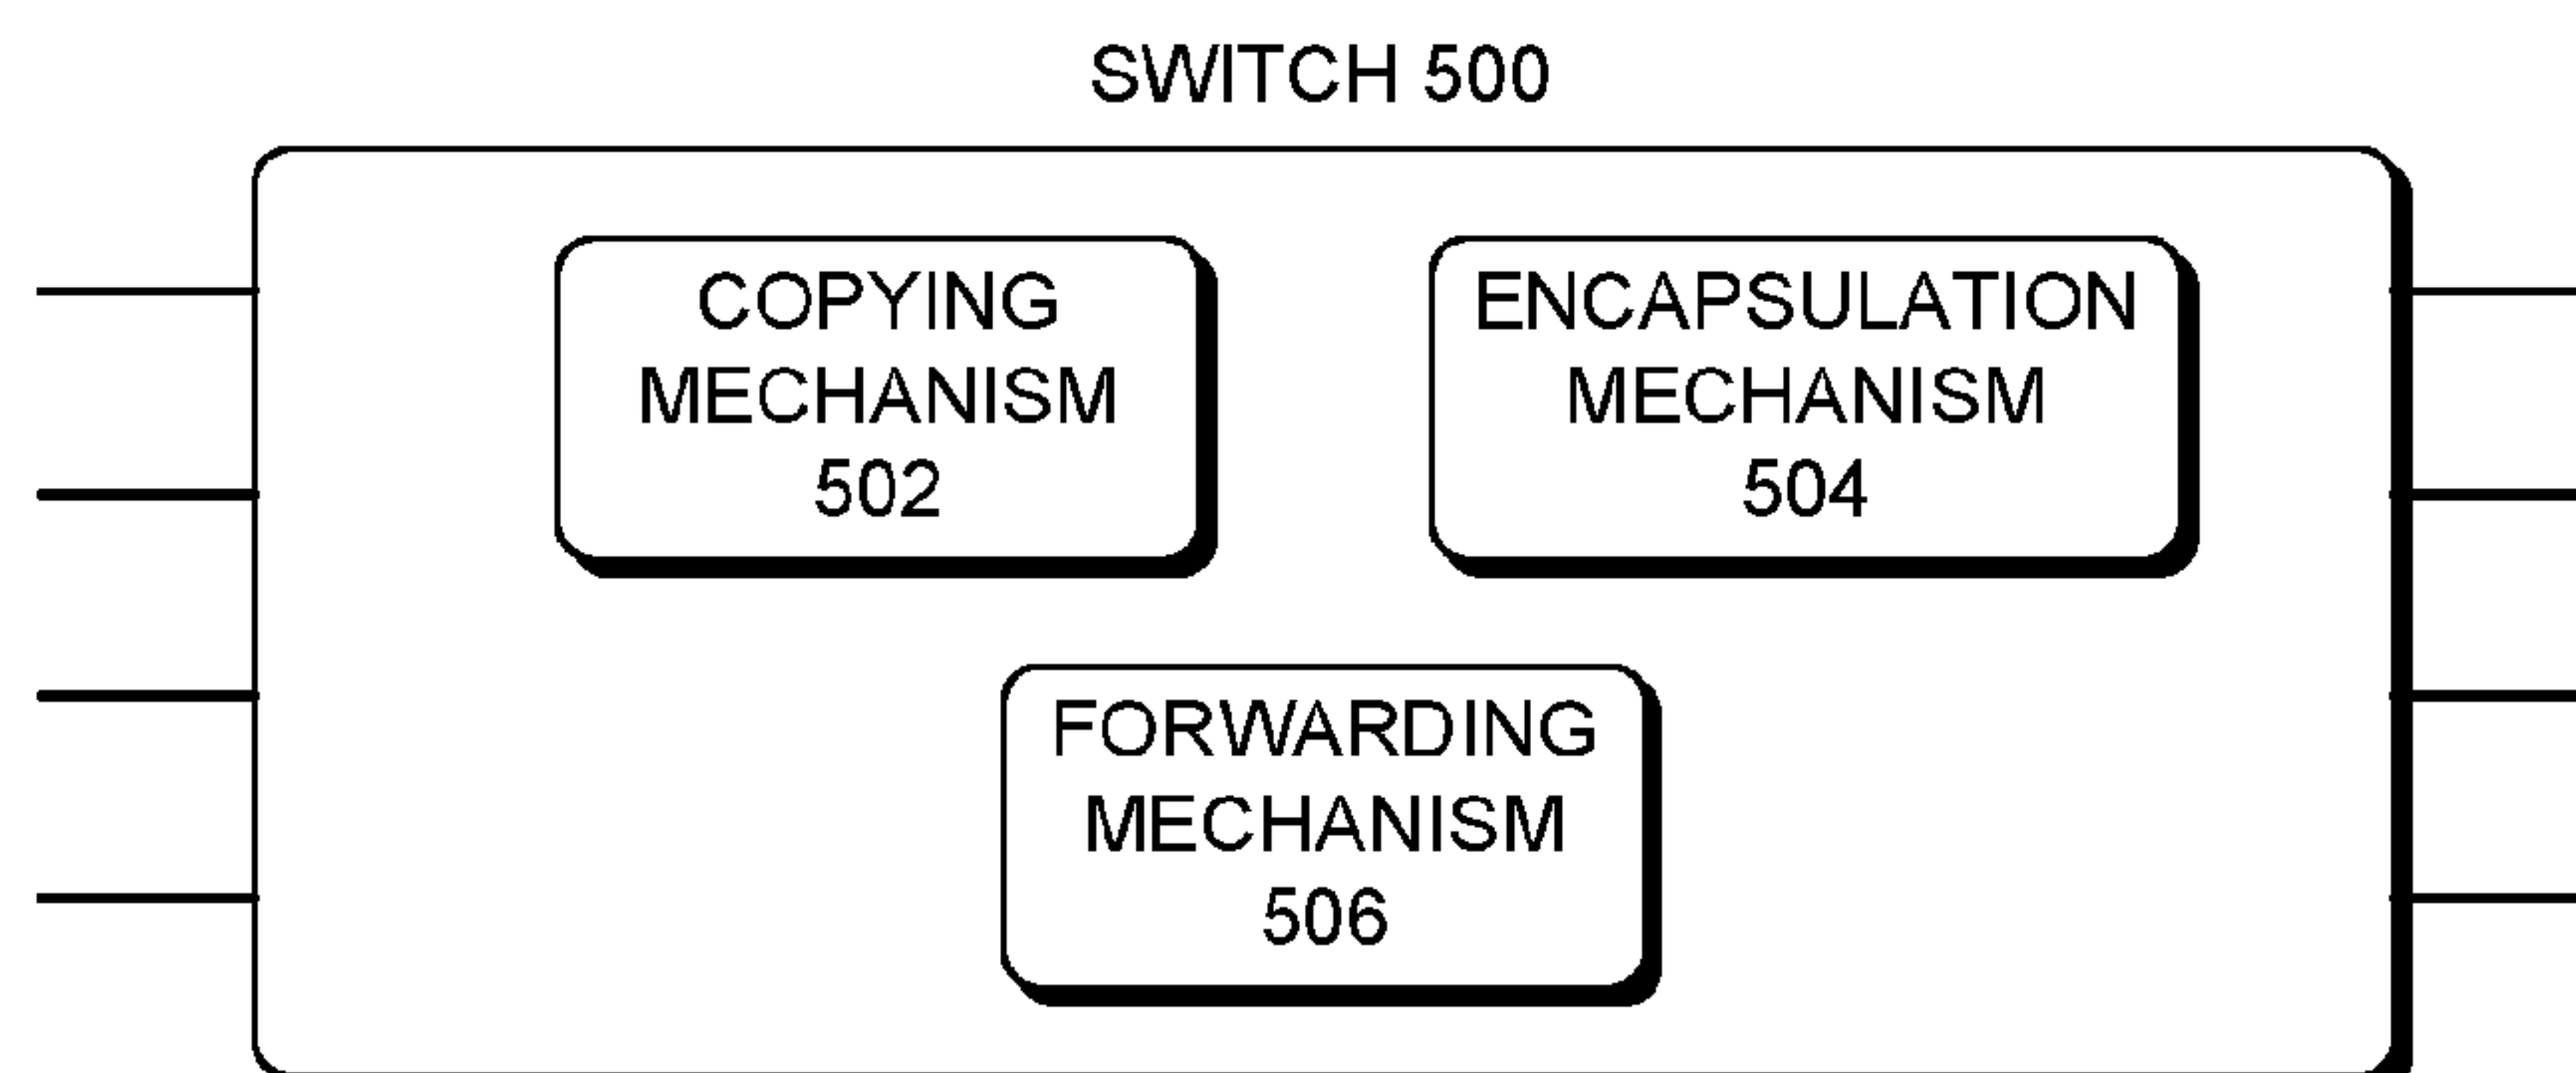 SWITCH 500
COPYING
MECHANISM
502
ENCAPSULATION
MECHANISM
504
FORWARDING
MECHANISM
506